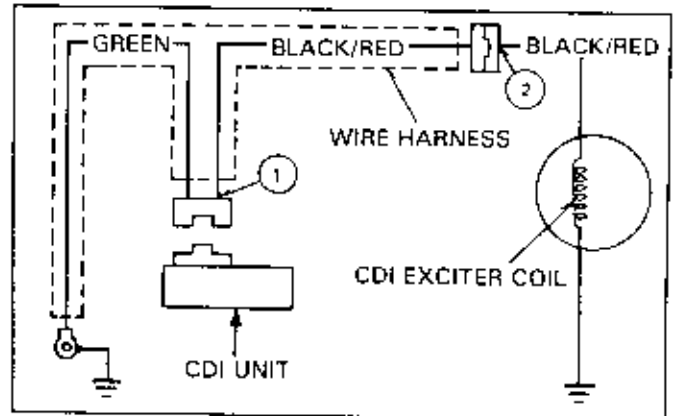 GREEN
BLACK/RED
BLACK/RED
2
WIRE HARNESS
1
CDI EXCITER COIL
CDI UNIT